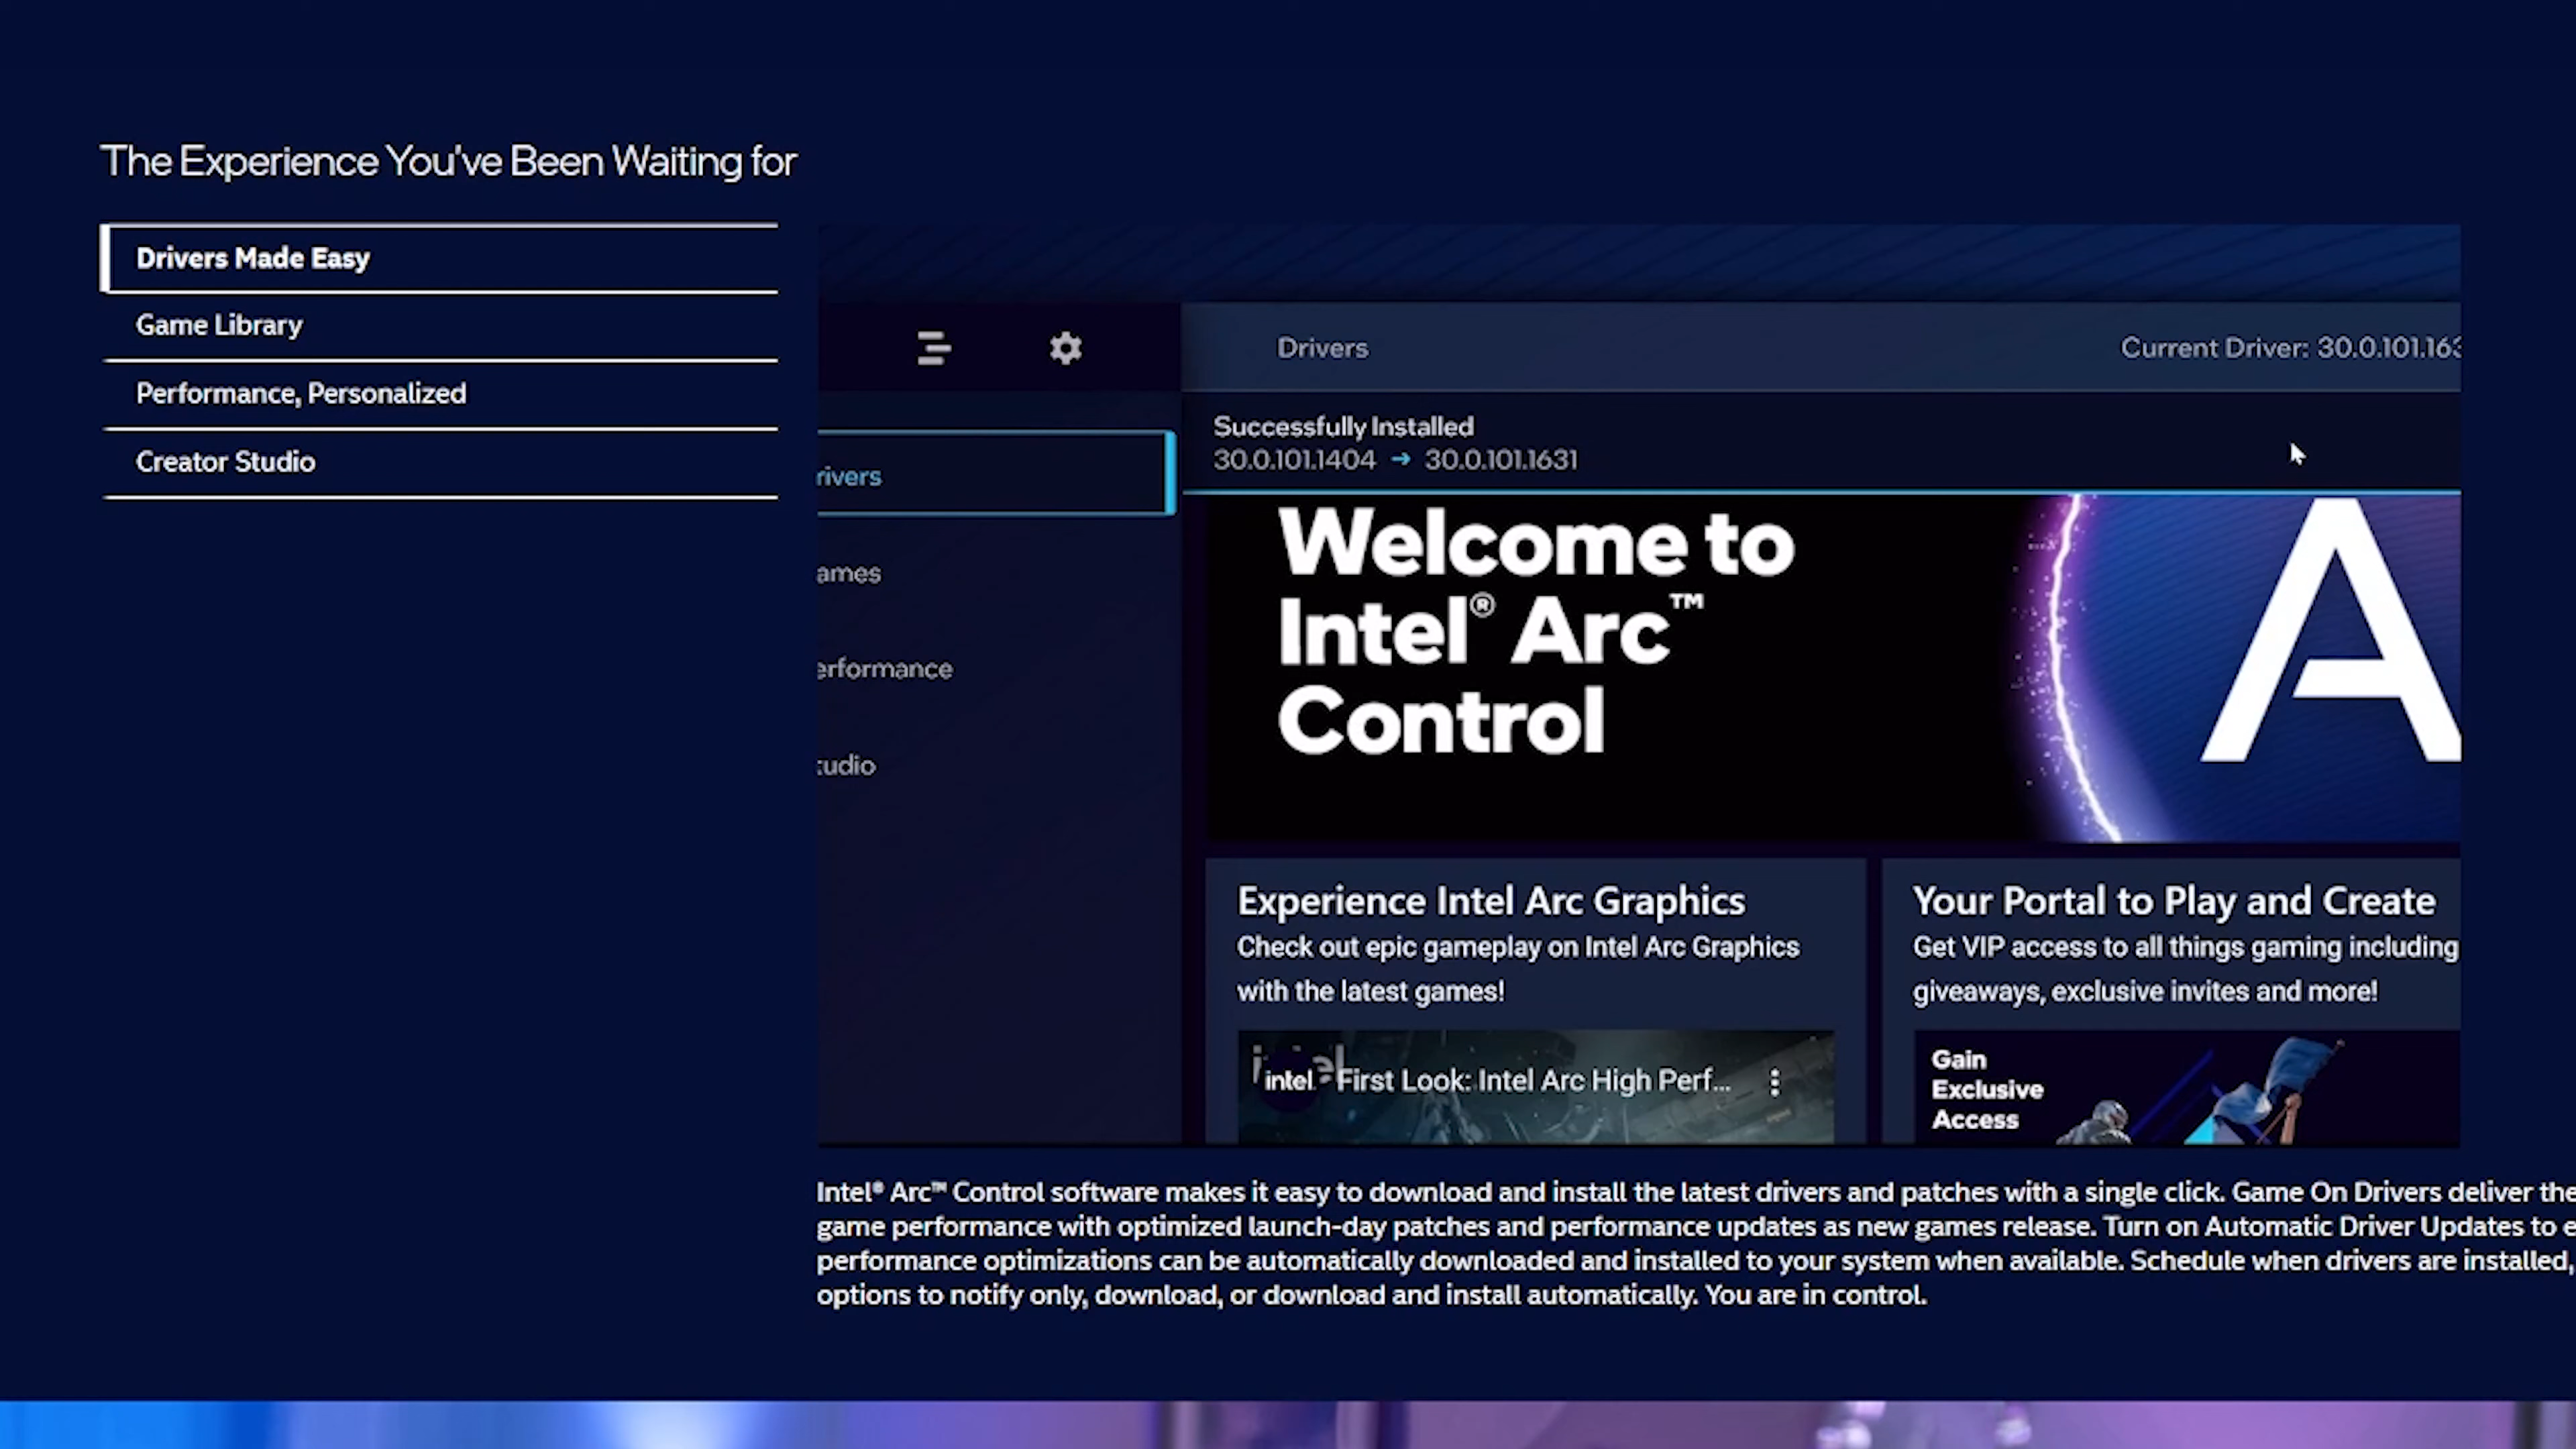 The Experience You've Been Waiting for
Drivers Made Easy
Game Library
Performance, Personalized
Creator Studio
Drivers
Current Driver: 30.0.101.163
Successfully Installed
30.0.101.1404 → 30.0.101.1631
rivers
ames
erformance
tudio
Welcome to
Intel® Arc™
Control
A
Experience Intel Arc Graphics
Check out epic gameplay on Intel Arc Graphics
with the latest games!
intel
intel. First Look: Intel Arc High Perf...
Your Portal to Play and Create
Get VIP access to all things gaming including
giveaways, exclusive invites and more!
Gain
Exclusive
Access
Intel® Arc™ Control software makes it easy to download and install the latest drivers and patches with a single click. Game On Drivers deliver the
game performance with optimized launch-day patches and performance updates as new games release. Turn on Automatic Driver Updates to e
performance optimizations can be automatically downloaded and installed to your system when available. Schedule when drivers are installed,
options to notify only, download, or download and install automatically. You are in control.